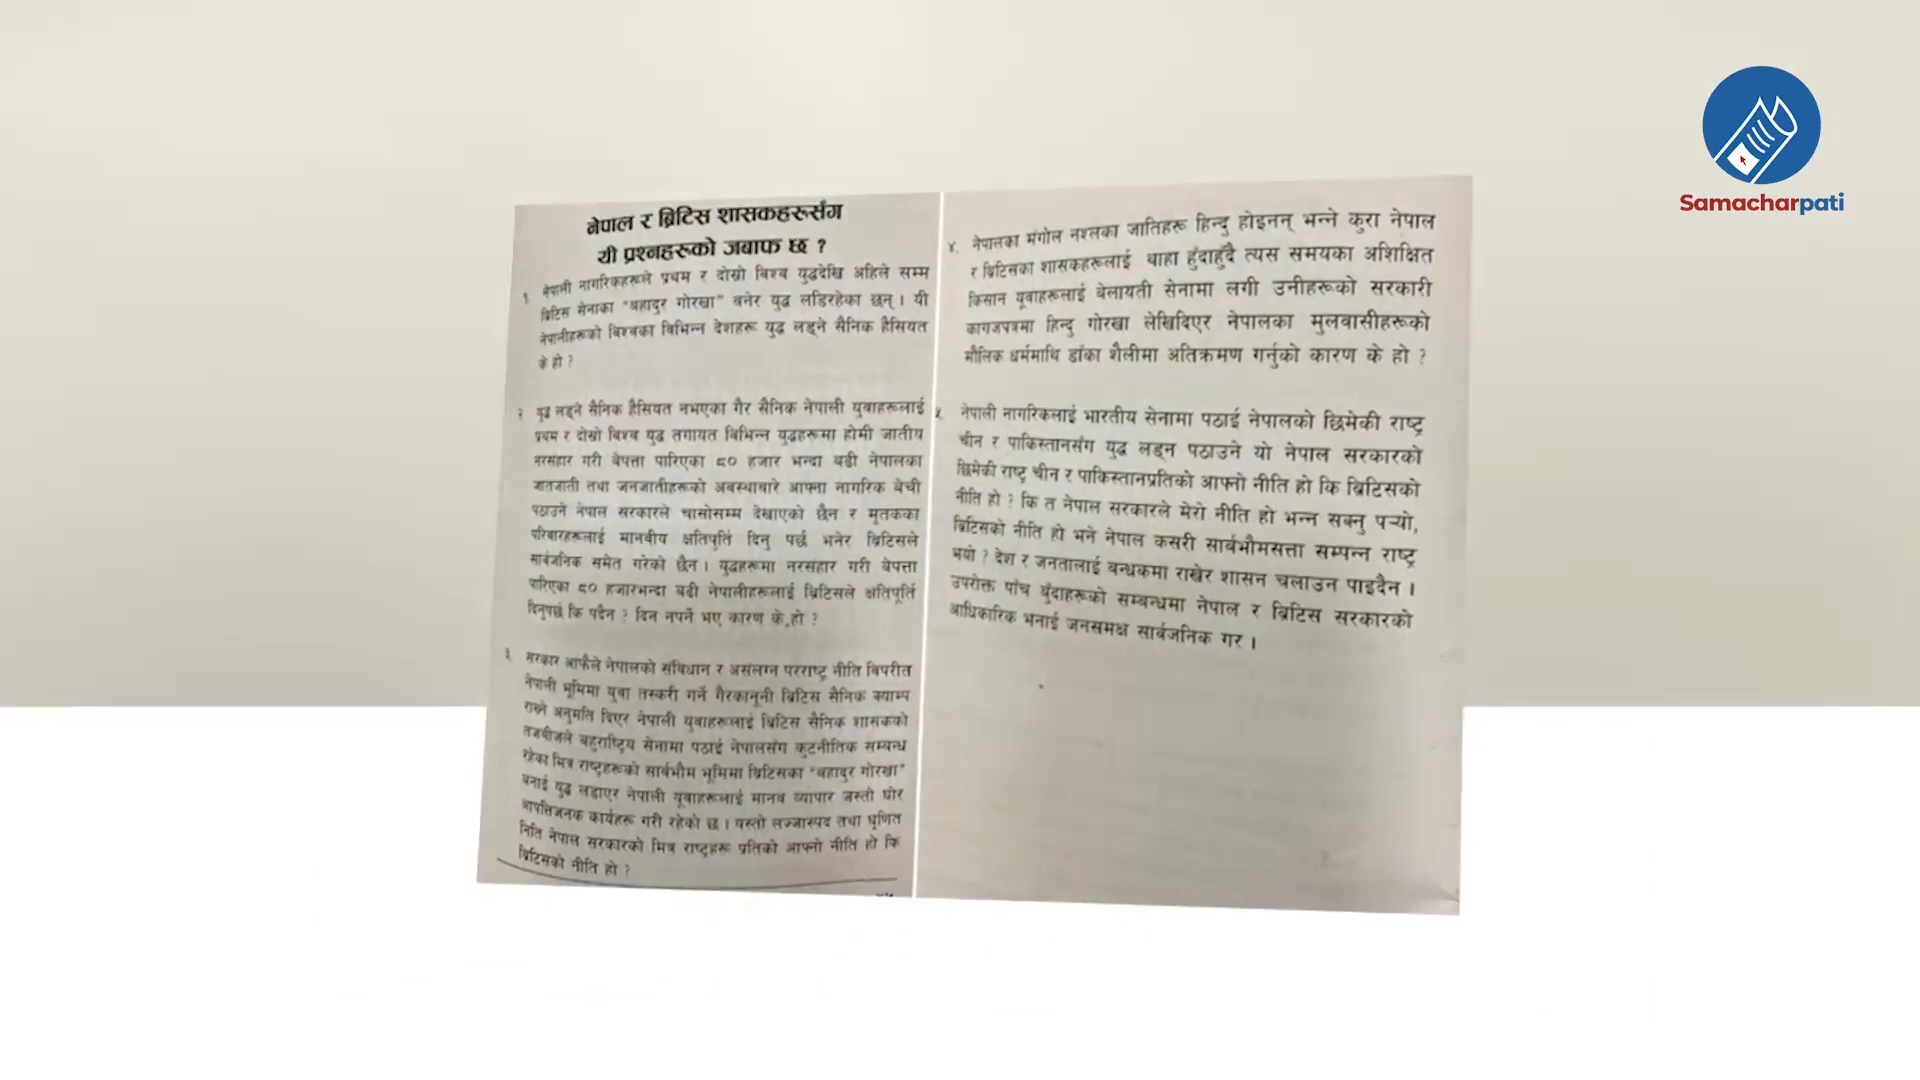 नेपाल र ब्रिटिस शासकहरूसँग
यी प्रश्नहरूको जबाफ छ ?
१. नेपाली नागरिकहरूले प्रथम र दोस्रो विश्व युद्धदेखि अहिले सम्म
ब्रिटिस सेनाका "बहादुर गोरखा" बनेर युद्ध लडिरहेका छन् । यी
नेपालीहरूको विश्वका विभिन्न देशहरू युद्ध लड्ने सैनिक हैसियत
के हो ?
२ युद्ध लड्ने सैनिक हैसियत नभएका गैर सैनिक नेपाली युवाहरूलाई
प्रथम र दोस्रो विश्व युद्ध लगायत विभिन्न युद्धहरूमा होमी जातीय
नरसंहार गरी बेपत्ता पारिएका ८० हजार भन्दा बढी नेपालका
जातजाती तथा जनजातीहरूको अवस्थाबारे आफ्ना नागरिक बेची
पठाउने नेपाल सरकारले चासोसम्म देखाएको छैन र मृतकका
परिवारहरूलाई मानवीय क्षतिपुर्ति दिनु पर्छ भनेर ब्रिटिसले
सार्वजनिक समेत गरेको छैन । युद्धहरूमा नरसंहार गरी बेपत्ता
पारिएका ८० हजारभन्दा बढी नेपालीहरूलाई ब्रिटिसले क्षतिपूर्ति
दिनुपर्छ कि पर्दैन ? दिन नपर्ने भए कारण के हो ?
३. सरकार आफैले नेपालको संविधान र असंलग्न परराष्ट्र नीति विपरीत
नेपाली भूमिमा युवा तस्करी गर्ने गैरकानूनी ब्रिटिस सैनिक क्याम्प
राख्ने अनुमति दिएर नेपाली युवाहरूलाई ब्रिटिस सैनिक शासकको
तजबीजले बहुराष्ट्रिय सेनामा पठाई नेपालसँग कुटनीतिक सम्बन्ध
रहेका मित्र राष्ट्रहरूको सार्वभौम भूमिमा ब्रिटिसका "बहादुर गोरखा"
बनाई युद्ध लडाएर नेपाली यूवाहरूलाई मानव व्यापार जस्तो घोर
आपत्तिजनक कार्यहरू गरी रहेको छ । यस्तो लज्जास्पद तथा घृणित
निति नेपाल सरकारको मित्र राष्ट्रहरू प्रतिको आफ्नो नीति हो कि
ब्रिटिसको नीति हो ?
४. नेपालका मंगोल नश्लका जातिहरू हिन्दु होइनन् भन्ने कुरा नेपाल
र ब्रिटिसका शासकहरूलाई थाहा हुँदाहुँदै त्यस समयका अशिक्षित
किसान यूवाहरूलाई बेलायती सेनामा लगी उनीहरूको सरकारी
कागजपत्रमा हिन्दु गोरखा लेखिदिएर नेपालका मुलवासीहरूको
मौलिक धर्ममाथि डाँका शैलीमा अतिक्रमण गर्नुको कारण के हो ?
५. नेपाली नागरिकलाई भारतीय सेनामा पठाई नेपालको छिमेकी राष्ट्र
चीन र पाकिस्तानसँग युद्ध लड्न पठाउने यो नेपाल सरकारको
छिमेकी राष्ट्र चीन र पाकिस्तानप्रतिको आफ्नो नीति हो कि ब्रिटिसको
नीति हो ? कि त नेपाल सरकारले मेरो नीति हो भन्न सक्नु पर्‍यो,
ब्रिटिसको नीति हो भने नेपाल कसरी सार्वभौमसत्ता सम्पन्न राष्ट्र
भयो ? देश र जनतालाई बन्धकमा राखेर शासन चलाउन पाइदैन ।
उपरोक्त पाँच बुँदाहरूको सम्बन्धमा नेपाल र ब्रिटिस सरकारको
आधिकारिक भनाई जनसमक्ष सार्वजनिक गर ।
Samacharpati